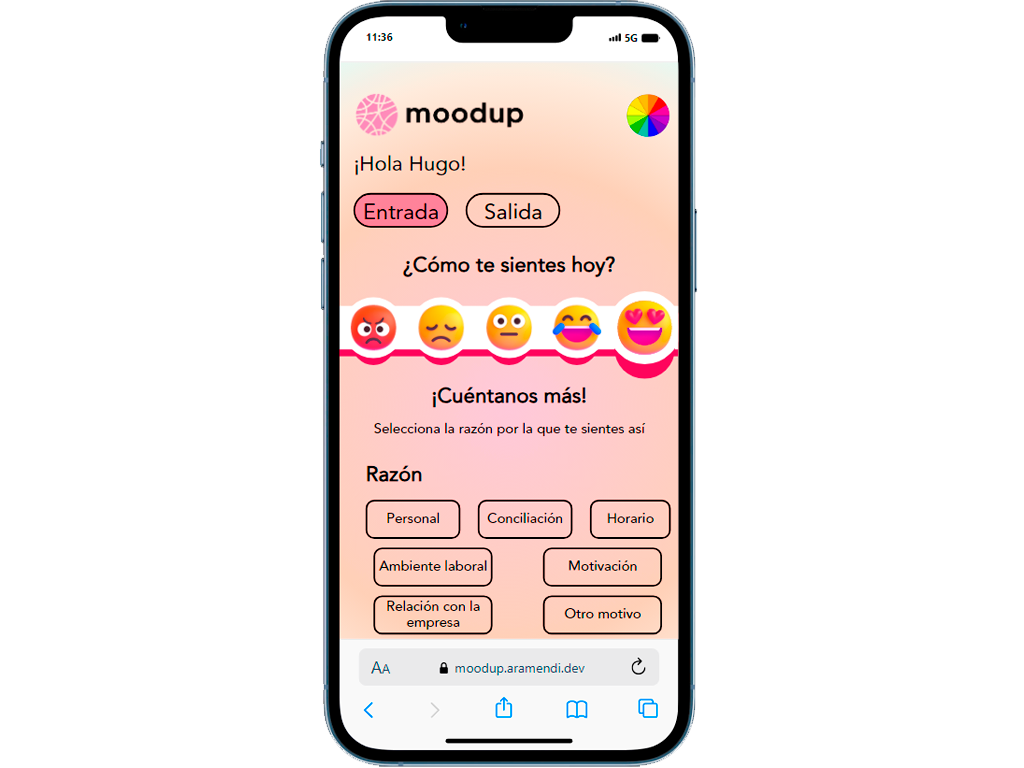 11:36
5G
moodup
¡Hola Hugo!
Entrada
Salida
¿Cómo te sientes hoy?
¡Cuéntanos más!
Selecciona la razón por la que te sientes así
Razón
Personal
Conciliación
Horario
Ambiente laboral
Motivación
Relación con la
empresa
Otro motivo
AA
moodup.aramendi.dev